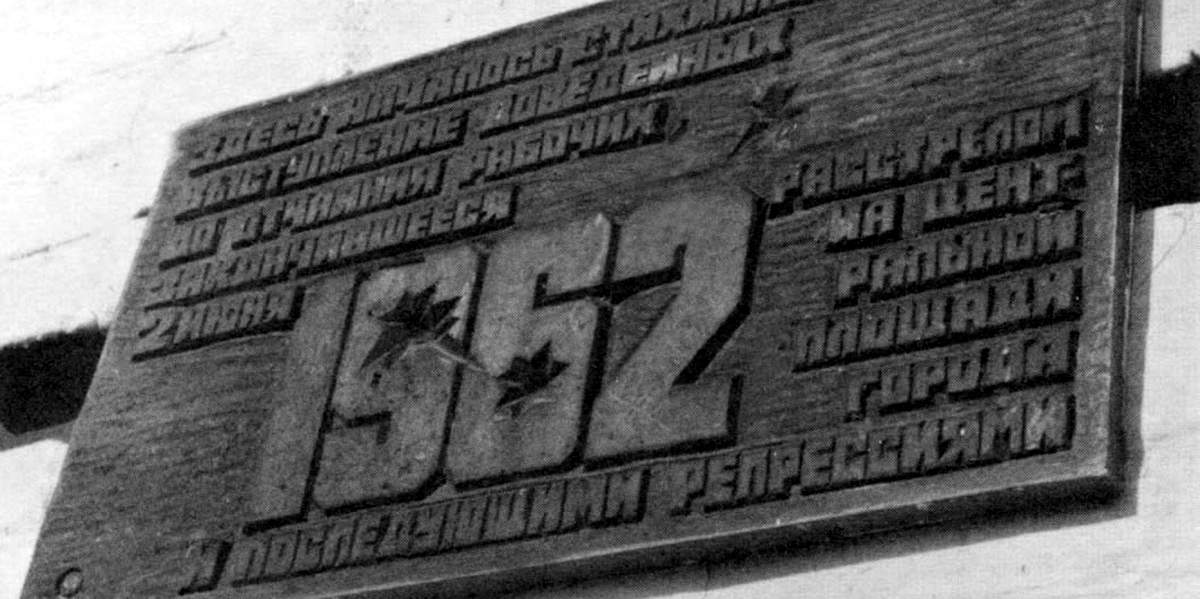 ЗДЕСЬ НАЧАЛОСЬ СТИХИЙНОЕ
ВЫСТУПЛЕНИЕ ДОВЕДЕННЫХ
ДО ОТЧАЯНИЯ РАБОЧИХ,
ЗАКОНЧИВШЕЕСЯ
2 ИЮНЯ
1962
РАССТРЕЛОМ
НА ЦЕНТ-
РАЛЬНОЙ
ПЛОЩАДИ
ГОРОДА
И ПОСЛЕДУЮЩИМИ РЕПРЕССИЯМИ